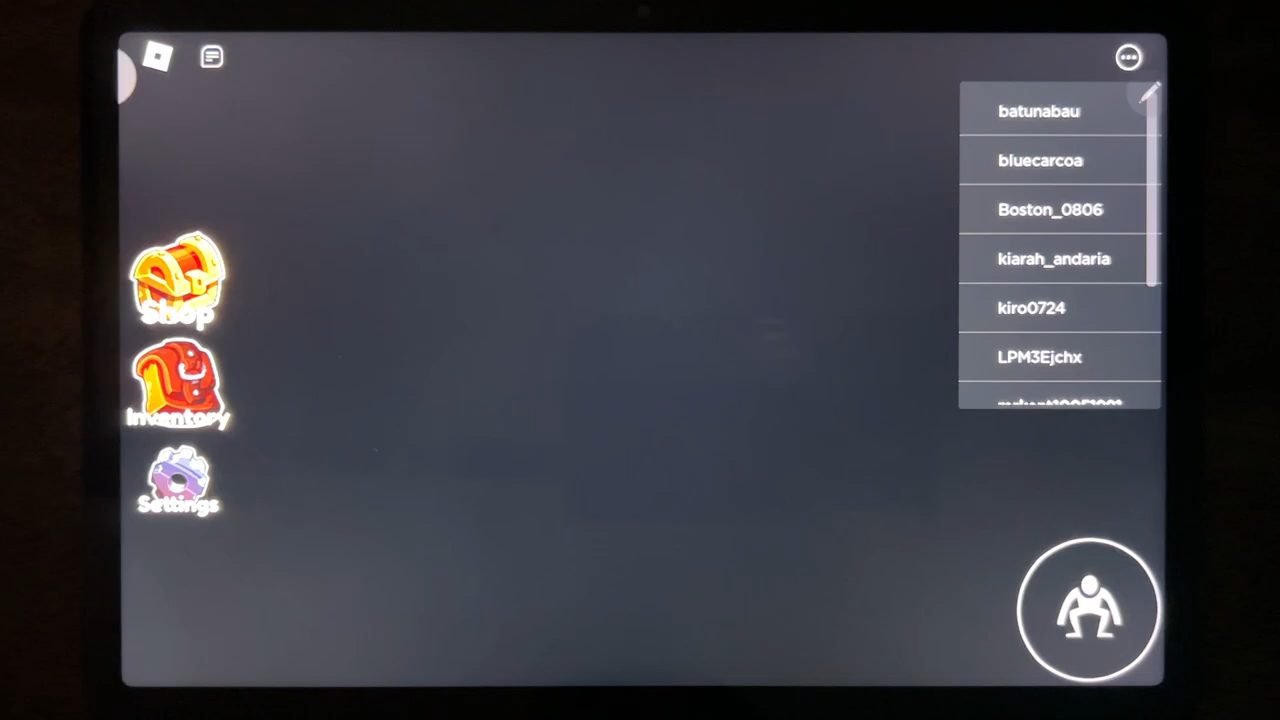 batunabau
bluecarcoa
Boston_0806
kiarah_andaria
kiro0724
LPM3Ejchx
Shop
Inventory
Settings